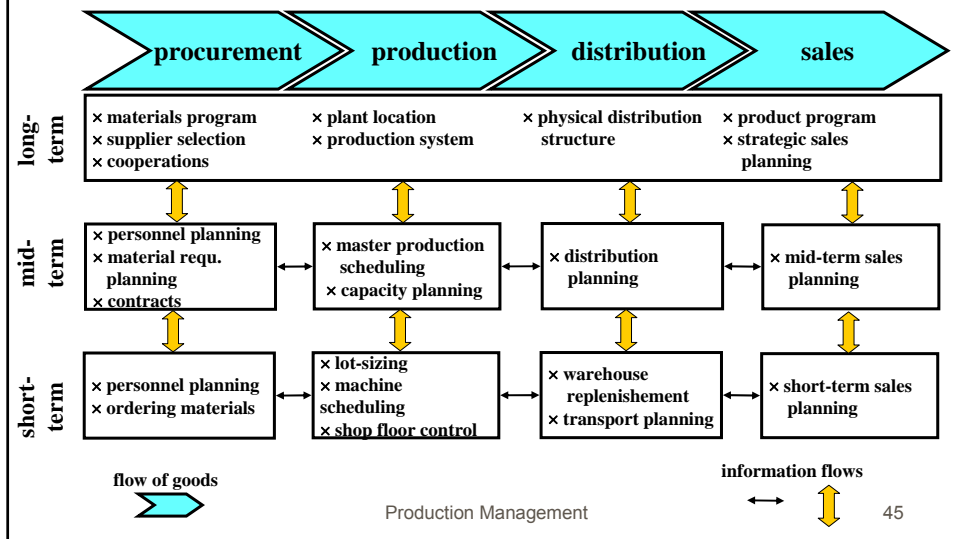 procurement
production
distribution
sales
long-
term
× materials program
× supplier selection
× cooperations
× plant location
× production system
× physical distribution
structure
× product program
× strategic sales
planning
mid-
term
× personnel planning
× material requ.
planning
× contracts
× master production
scheduling
× capacity planning
× distribution
planning
× mid-term sales
planning
short-
term
× personnel planning
× ordering materials
× lot-sizing
× machine
scheduling
× shop floor control
× warehouse
replenishement
× transport planning
× short-term sales
planning
flow of goods
information flows
Production Management
45